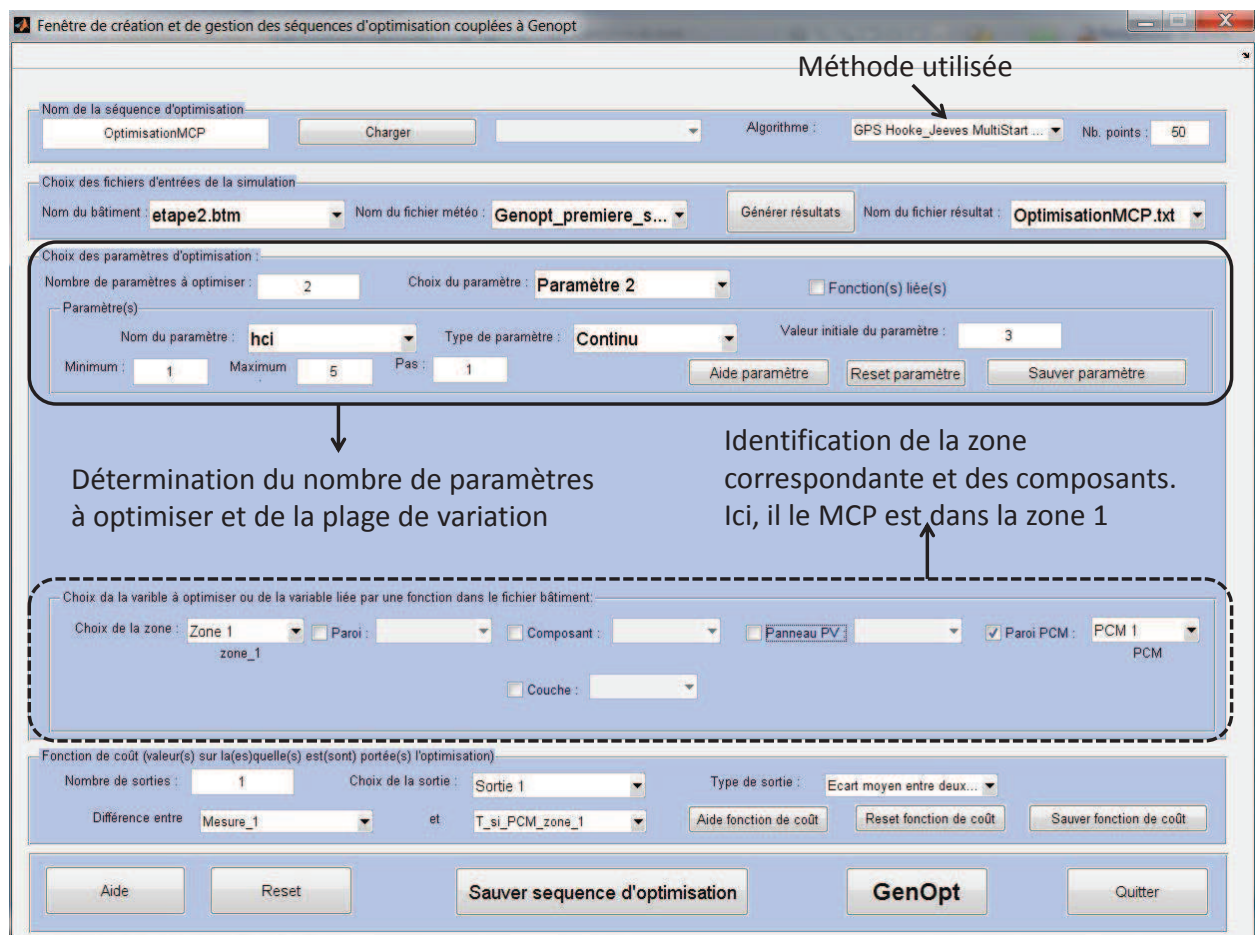 Fenêtre de création et de gestion des séquences d'optimisation couplées à Genopt
Méthode utilisée
Nom de la séquence d'optimisation
OptimisationMCP Charger Algorithme : GPS Hooke_Jeeves MultiStart ... Nb. points : 50
Choix des fichiers d'entrées de la simulation
Nom du bâtiment : etape2.btm Nom du fichier météo : Genopt_premiere_s... Générer résultats Nom du fichier résultat : OptimisationMCP.txt
Choix des paramètres d'optimisation :
Nombre de paramètres à optimiser : 2 Choix du paramètre : Paramètre 2 Fonction(s) liée(s)
Paramètre(s)
Nom du paramètre : hci Type de paramètre : Continu Valeur initiale du paramètre : 3
Minimum : 1 Maximum : 5 Pas : 1 Aide paramètre Reset paramètre Sauver paramètre
Détermination du nombre de paramètres
à optimiser et de la plage de variation
Identification de la zone
correspondante et des composants.
Ici, il le MCP est dans la zone 1
Choix da la varible à optimiser ou de la variable liée par une fonction dans le fichier bâtiment:
Choix de la zone : Zone 1 Paroi : Composant : Panneau PV : Paroi PCM : PCM 1
zone_1 PCM
Couche :
Fonction de coût (valeur(s) sur la(es)quelle(s) est(sont) portée(s) l'optimisation)
Nombre de sorties : 1 Choix de la sortie : Sortie 1 Type de sortie : Ecart moyen entre deux...
Différence entre Mesure_1 et T_si_PCM_zone_1 Aide fonction de coût Reset fonction de coût Sauver fonction de coût
Aide Reset Sauver sequence d'optimisation GenOpt Quitter